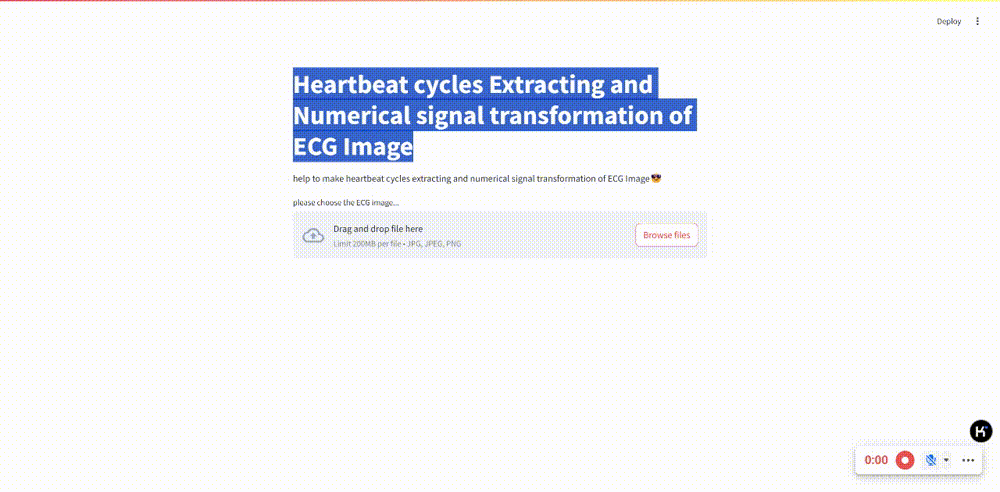 Deploy
Heartbeat cycles Extracting and
Numerical signal transformation of
ECG Image
help to make heartbeat cycles extracting and numerical signal transformation of ECG Image😎
please choose the ECG image...
Drag and drop file here
Limit 200MB per file • JPG, JPEG, PNG
Browse files
K
0:00